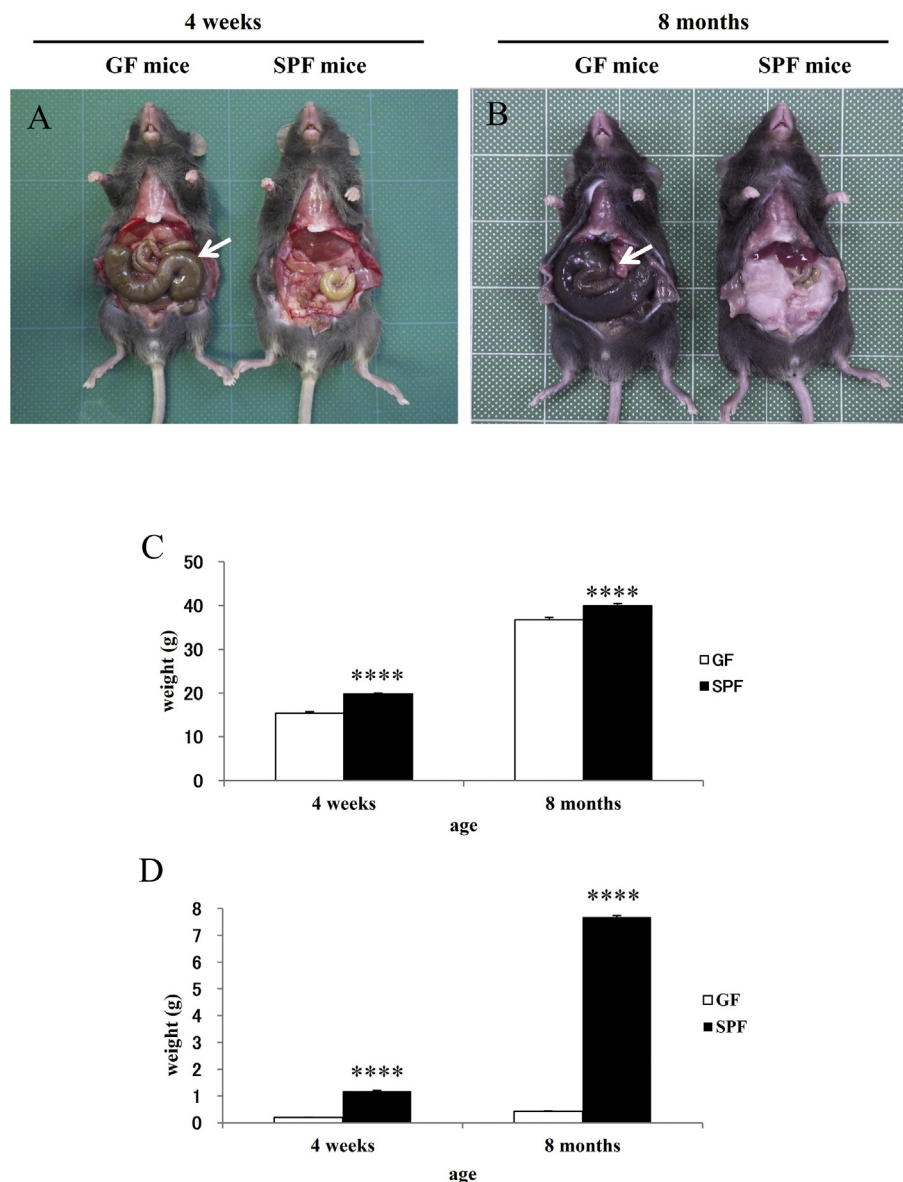 4 weeks 8 months
GF mice SPF mice GF mice SPF mice
A B
C
50
40
30
20
10
0
weight (g)
****
****
GF
SPF
4 weeks 8 months
age
D
8
7
6
5
4
3
2
1
0
weight (g)
****
****
GF
SPF
4 weeks 8 months
age